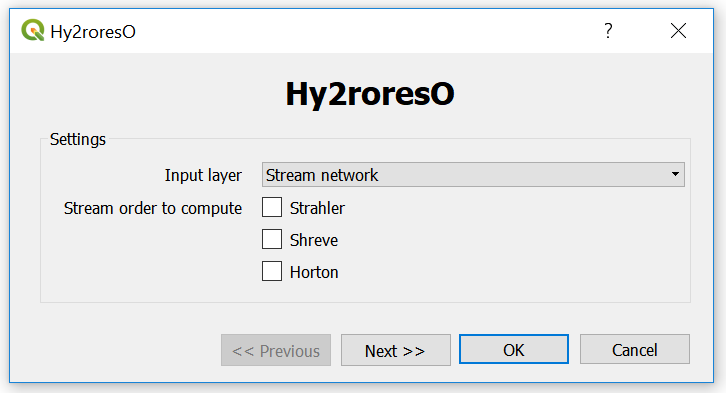 Hy2roresO
?
Hy2roresO
Settings
Input layer Stream network
Stream order to compute Strahler
Shreve
Horton
<< Previous Next >> OK Cancel